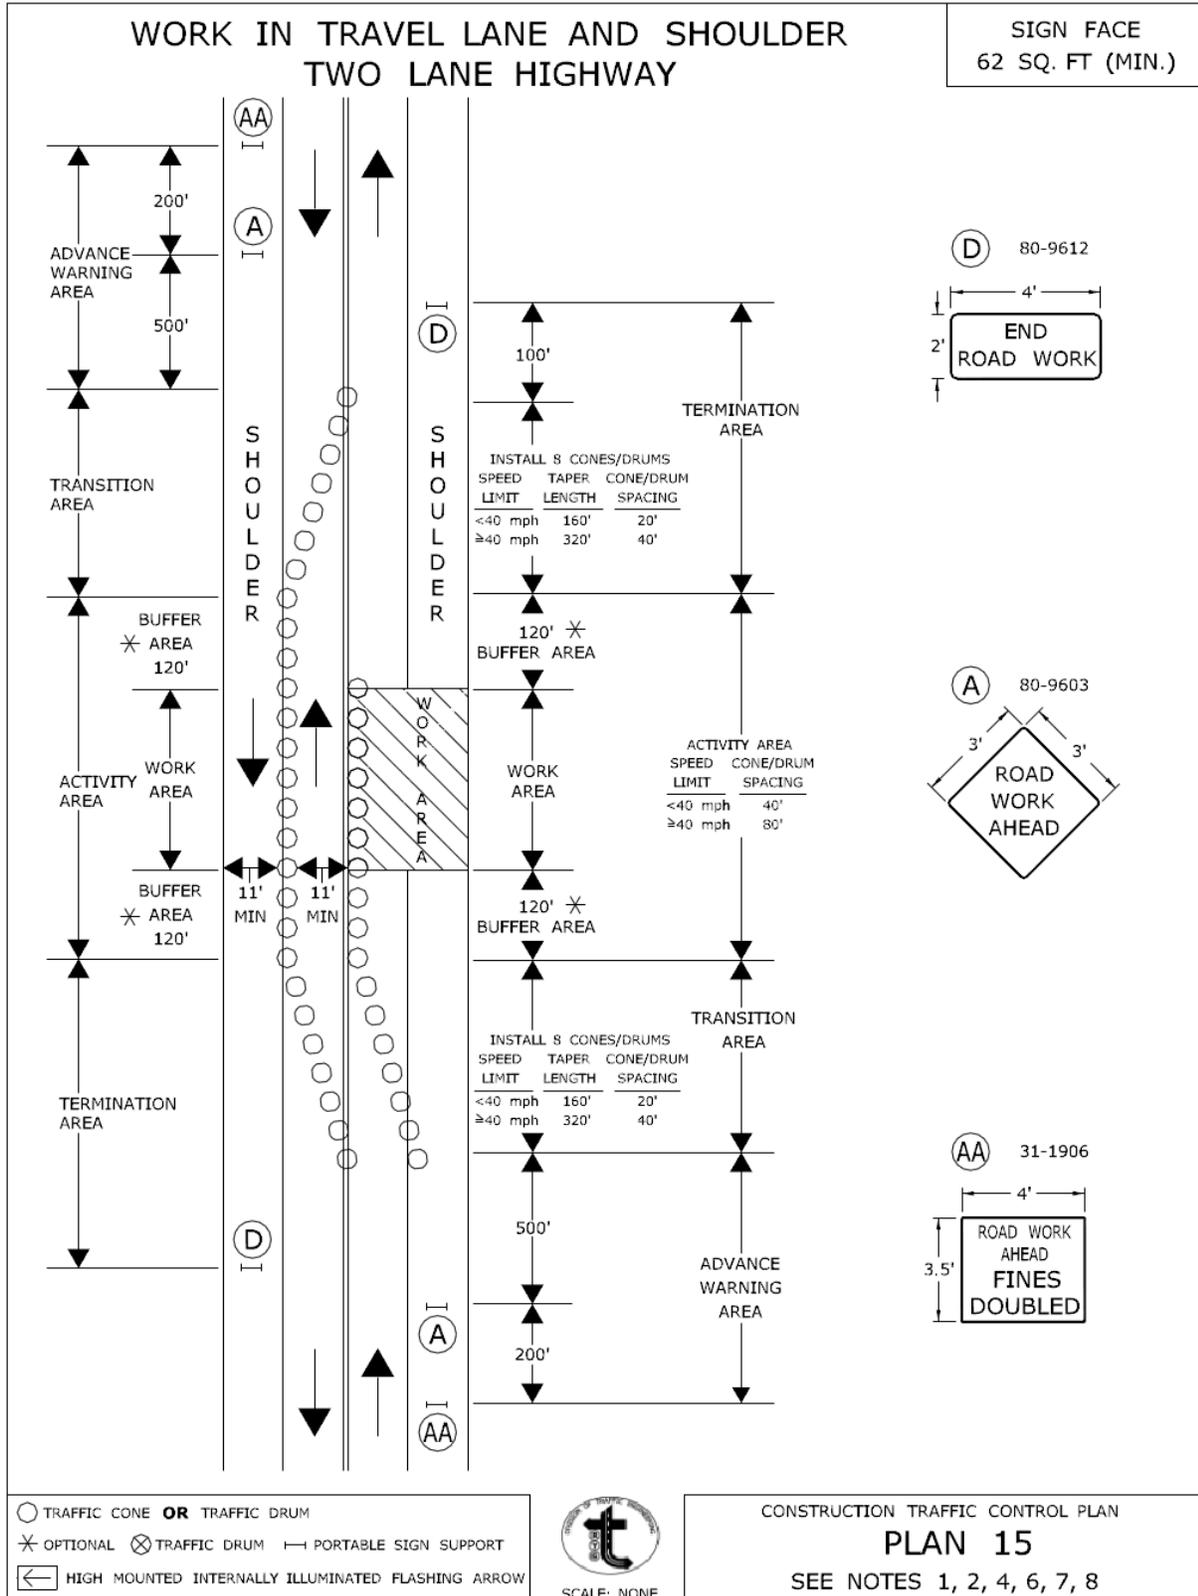 WORK IN TRAVEL LANE AND SHOULDER
TWO LANE HIGHWAY
SIGN FACE
62 SQ. FT (MIN.)
AA
200'
A
ADVANCE
WARNING
AREA
500'
D
100'
TERMINATION
AREA
SHOULDER
SHOULDER
INSTALL 8 CONES/DRUMS
SPEED TAPER CONE/DRUM
LIMIT LENGTH SPACING
<40 mph 160' 20'
≧40 mph 320' 40'
TRANSITION
AREA
BUFFER
* AREA
120'
120' *
BUFFER AREA
WORK AREA
ACTIVITY
AREA
WORK
AREA
WORK
AREA
ACTIVITY AREA
SPEED CONE/DRUM
LIMIT SPACING
<40 mph 40'
≧40 mph 80'
11'
MIN
11'
MIN
BUFFER
* AREA
120'
120' *
BUFFER AREA
TRANSITION
AREA
INSTALL 8 CONES/DRUMS
SPEED TAPER CONE/DRUM
LIMIT LENGTH SPACING
<40 mph 160' 20'
≧40 mph 320' 40'
TERMINATION
AREA
500'
D
ADVANCE
WARNING
AREA
A
200'
AA
D 80-9612
4'
2'
END
ROAD WORK
A 80-9603
3' 3'
ROAD
WORK
AHEAD
AA 31-1906
4'
3.5'
ROAD WORK
AHEAD
FINES
DOUBLED
TRAFFIC CONE OR TRAFFIC DRUM
* OPTIONAL TRAFFIC DRUM PORTABLE SIGN SUPPORT
HIGH MOUNTED INTERNALLY ILLUMINATED FLASHING ARROW
DIVISION OF TRAFFIC ENGINEERING
SCALE: NONE
CONSTRUCTION TRAFFIC CONTROL PLAN
PLAN 15
SEE NOTES 1, 2, 4, 6, 7, 8